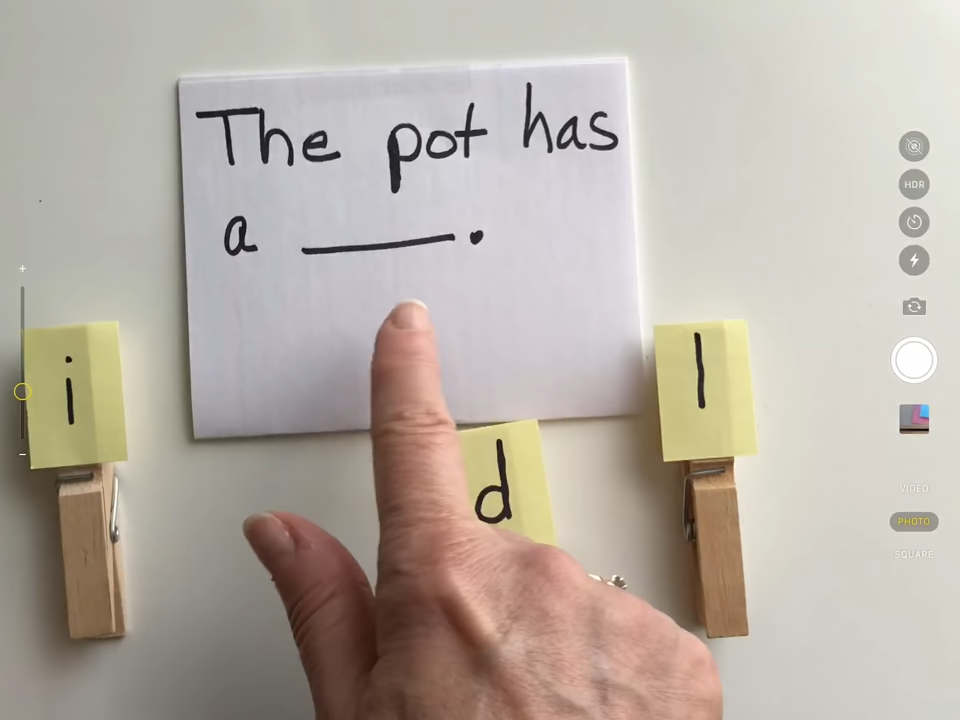 The pot has
a ____.
i
l
d
HDR
VIDEO
PHOTO
SQUARE